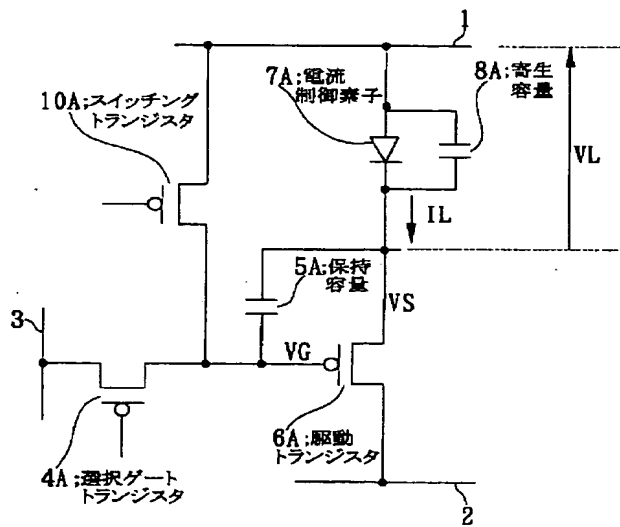 1
7A;電流
制御素子
8A;寄生
容量
10A;スイッチング
トランジスタ
VL
IL
5A;保持
容量
VS
3
VG
6A;駆動
トランジスタ
4A;選択ゲート
トランジスタ
2